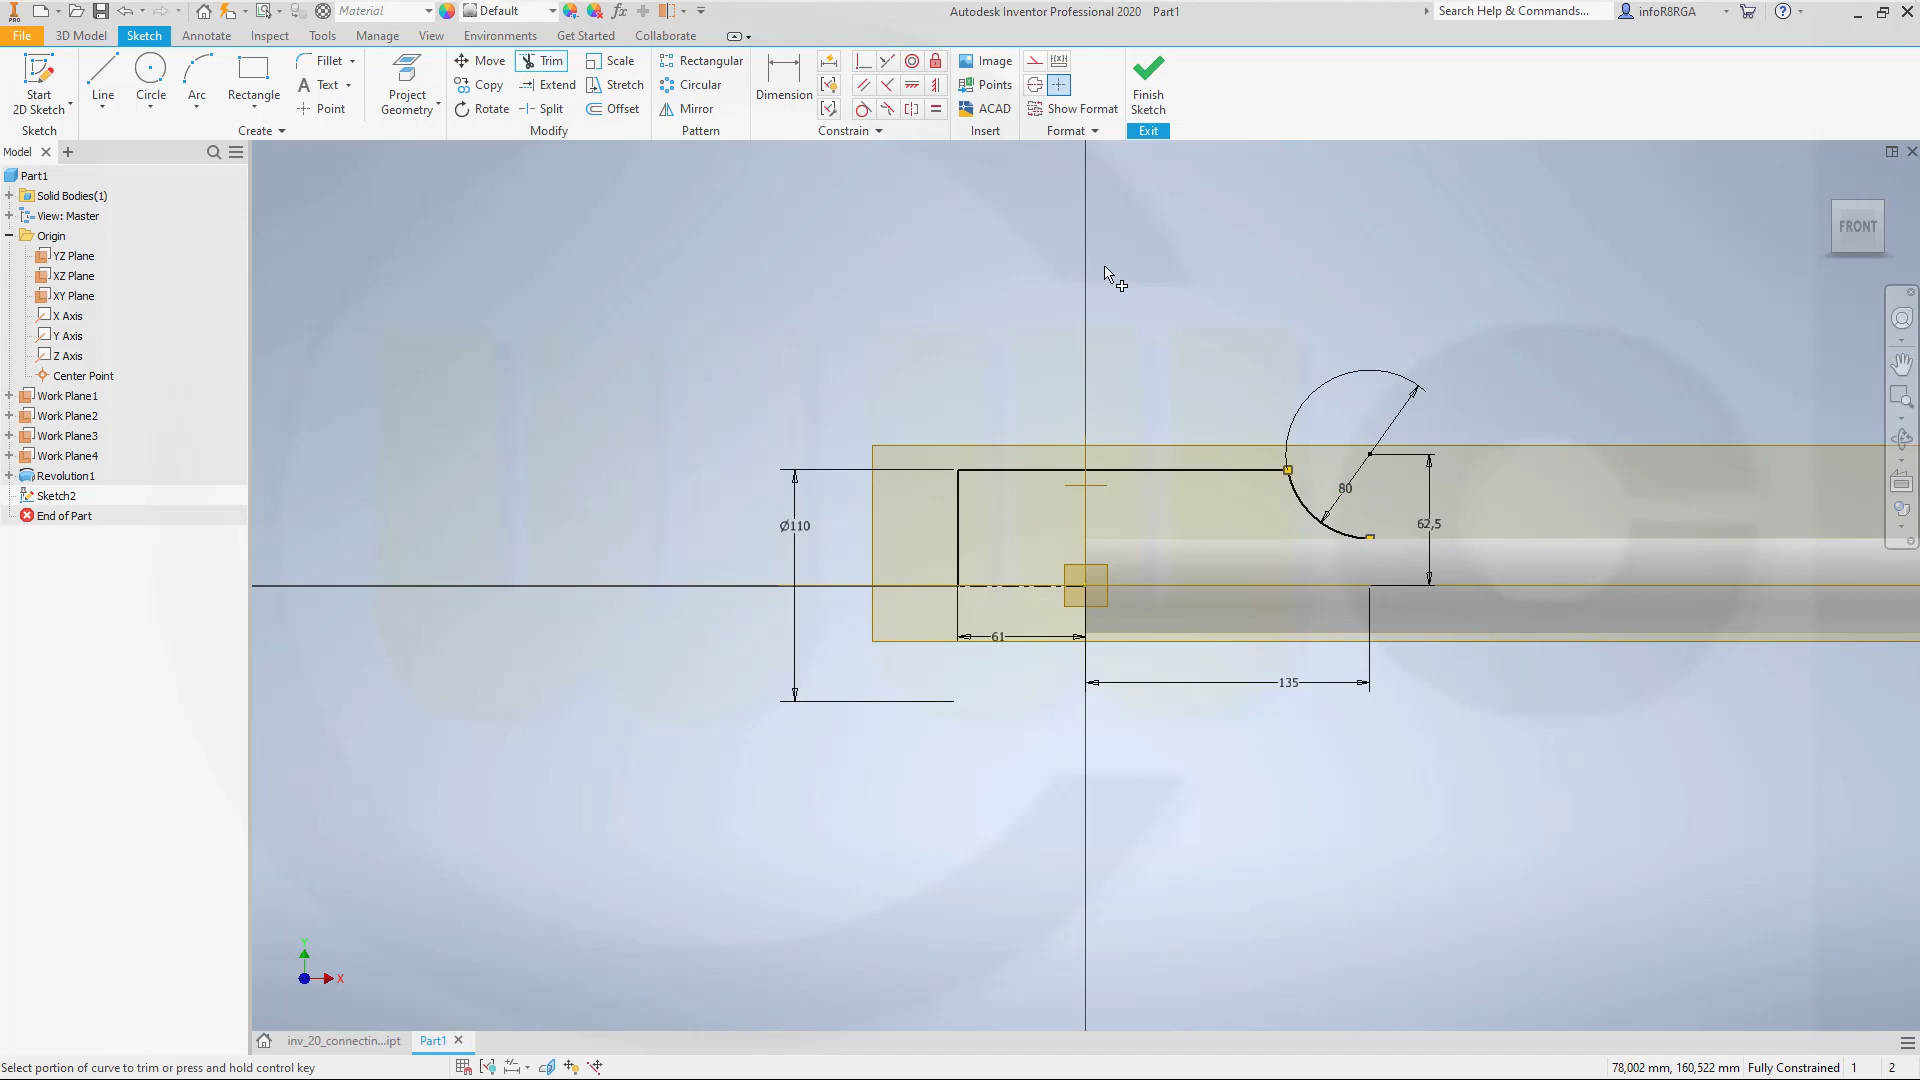 Material
Default
Autodesk Inventor Professional 2020 Part1
Search Help & Commands...
infoR8RGA
File 3D Model Sketch Annotate Inspect Tools Manage View Environments Get Started Collaborate
Start
2D Sketch
Sketch
Line
Circle
Arc
Rectangle
Fillet
Text
Point
Create
Project
Geometry
Move Trim Scale
Copy Extend Stretch
Rotate Split Offset
Modify
Rectangular
Circular
Mirror
Pattern
Dimension
Constrain
Image
Points
ACAD
Insert
Show Format
Format
Finish
Sketch
Exit
Model
Part1
Solid Bodies(1)
View: Master
Origin
YZ Plane
XZ Plane
XY Plane
X Axis
Y Axis
Z Axis
Center Point
Work Plane1
Work Plane2
Work Plane3
Work Plane4
Revolution1
Sketch2
End of Part
FRONT
80
62,5
Ø110
61
135
Y
X
inv_20_connectin...ipt Part1
Select portion of curve to trim or press and hold control key
78,002 mm, 160,522 mm Fully Constrained 1 2